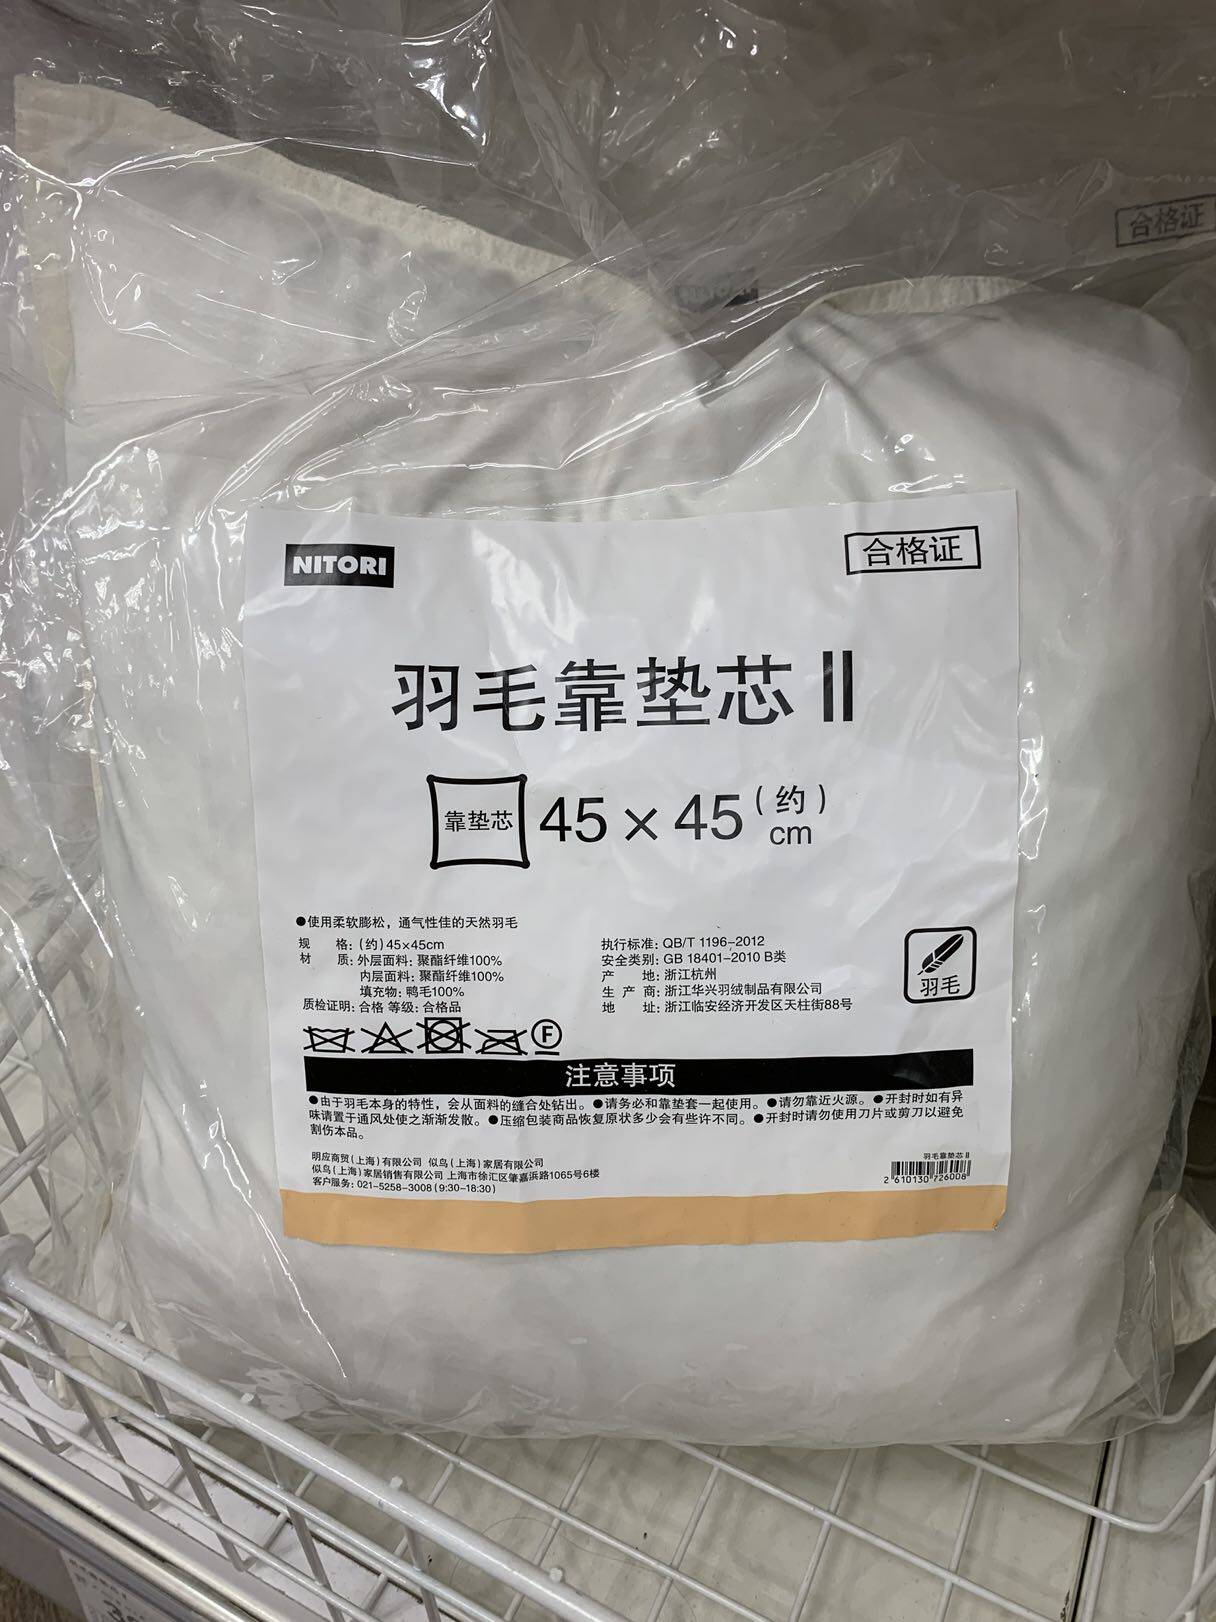 合格证
NITORI
NITORI
合格证
羽毛靠垫芯 II
靠垫芯 45×45(约)cm
●使用柔软膨松，通气性佳的天然羽毛
规 格:(约)45×45cm
材 质:外层面料:聚酯纤维100%
内层面料:聚酯纤维100%
填充物:鸭毛100%
质检证明:合格 等级:合格品
执行标准:QB/T 1196-2012
安全类别:GB 18401-2010 B类
产 地:浙江杭州
生 产 商:浙江华兴羽绒制品有限公司
地 址:浙江临安经济开发区天柱街88号
羽毛
F
注意事项
●由于羽毛本身的特性，会从面料的缝合处钻出。●请务必和靠垫套一起使用。●请勿靠近火源。●开封时如有异
味请置于通风处使之渐渐发散。●压缩包装商品恢复原状多少会有些许不同。●开封时请勿使用刀片或剪刀以避免
割伤本品。
明应商贸(上海)有限公司 似鸟(上海)家居有限公司
似鸟(上海)家居销售有限公司 上海市徐汇区肇嘉浜路1065号6楼
客户服务:021-5258-3008(9:30-18:30)
羽毛靠垫芯 II
2 610130 726008